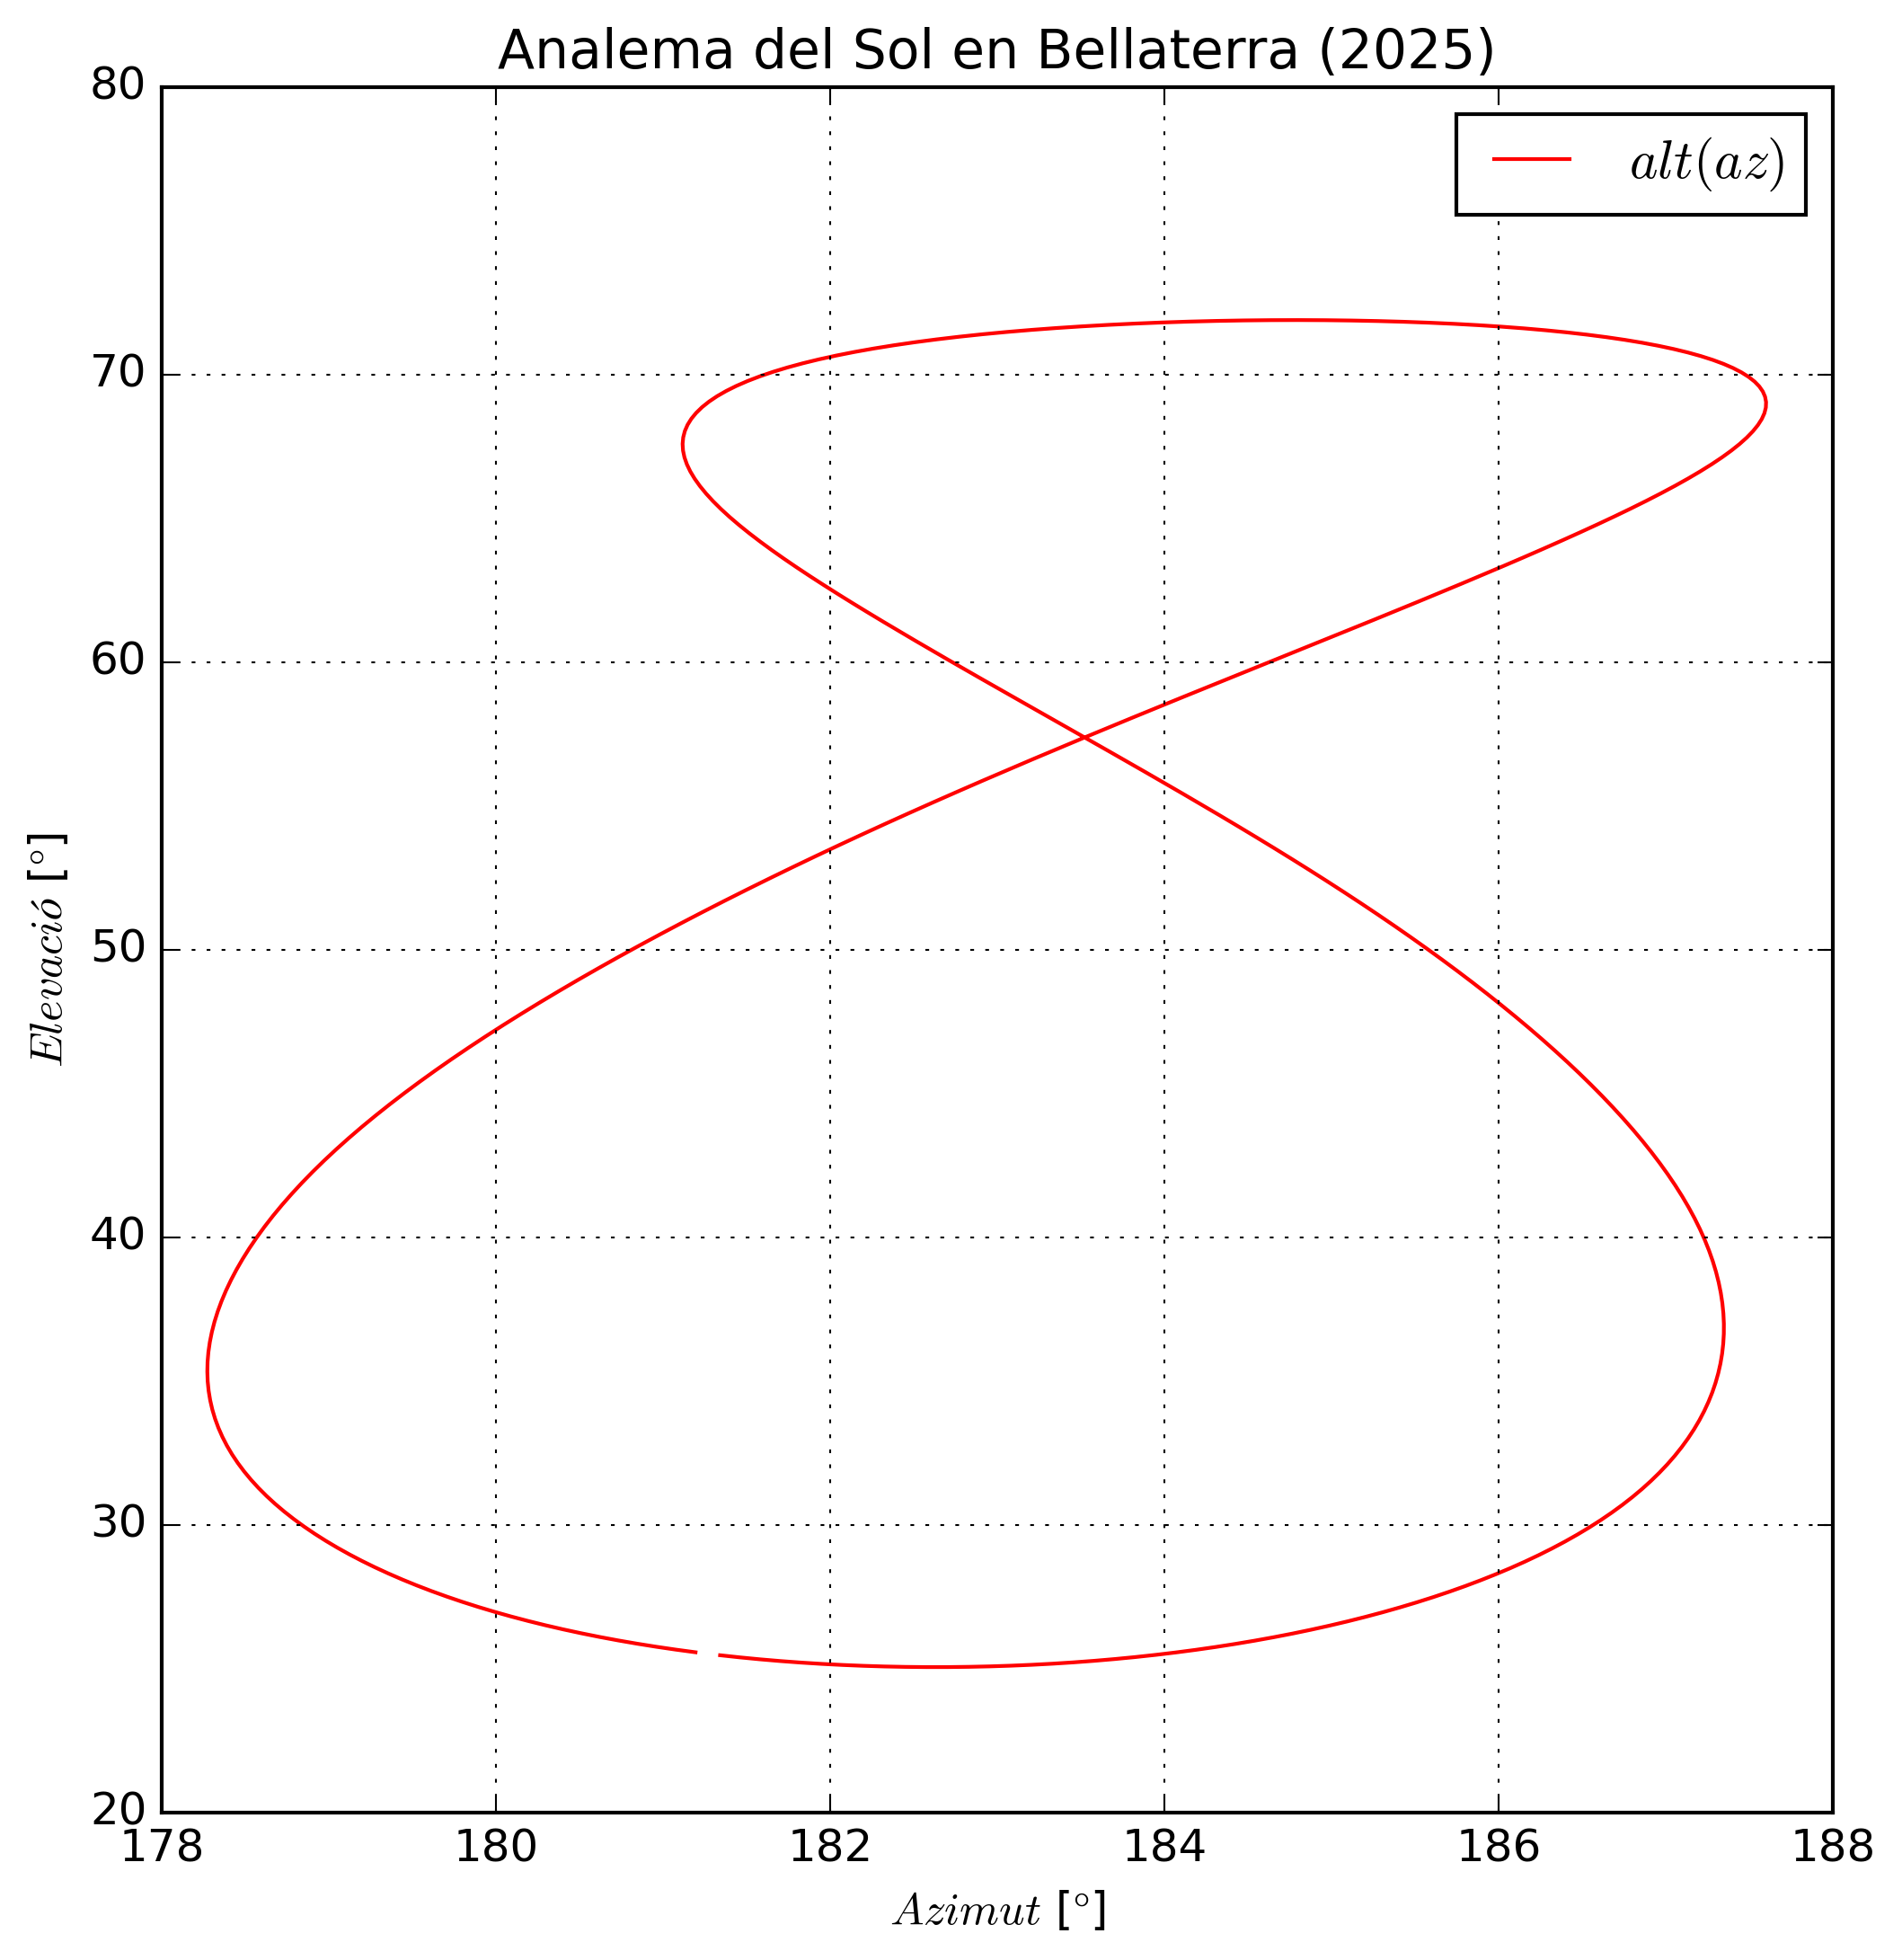 Analema del Sol en Bellaterra (2025)
80
alt(az)
70
60
50
40
30
20
Elevació [°]
178 180 182 184 186 188
Azimut [°]